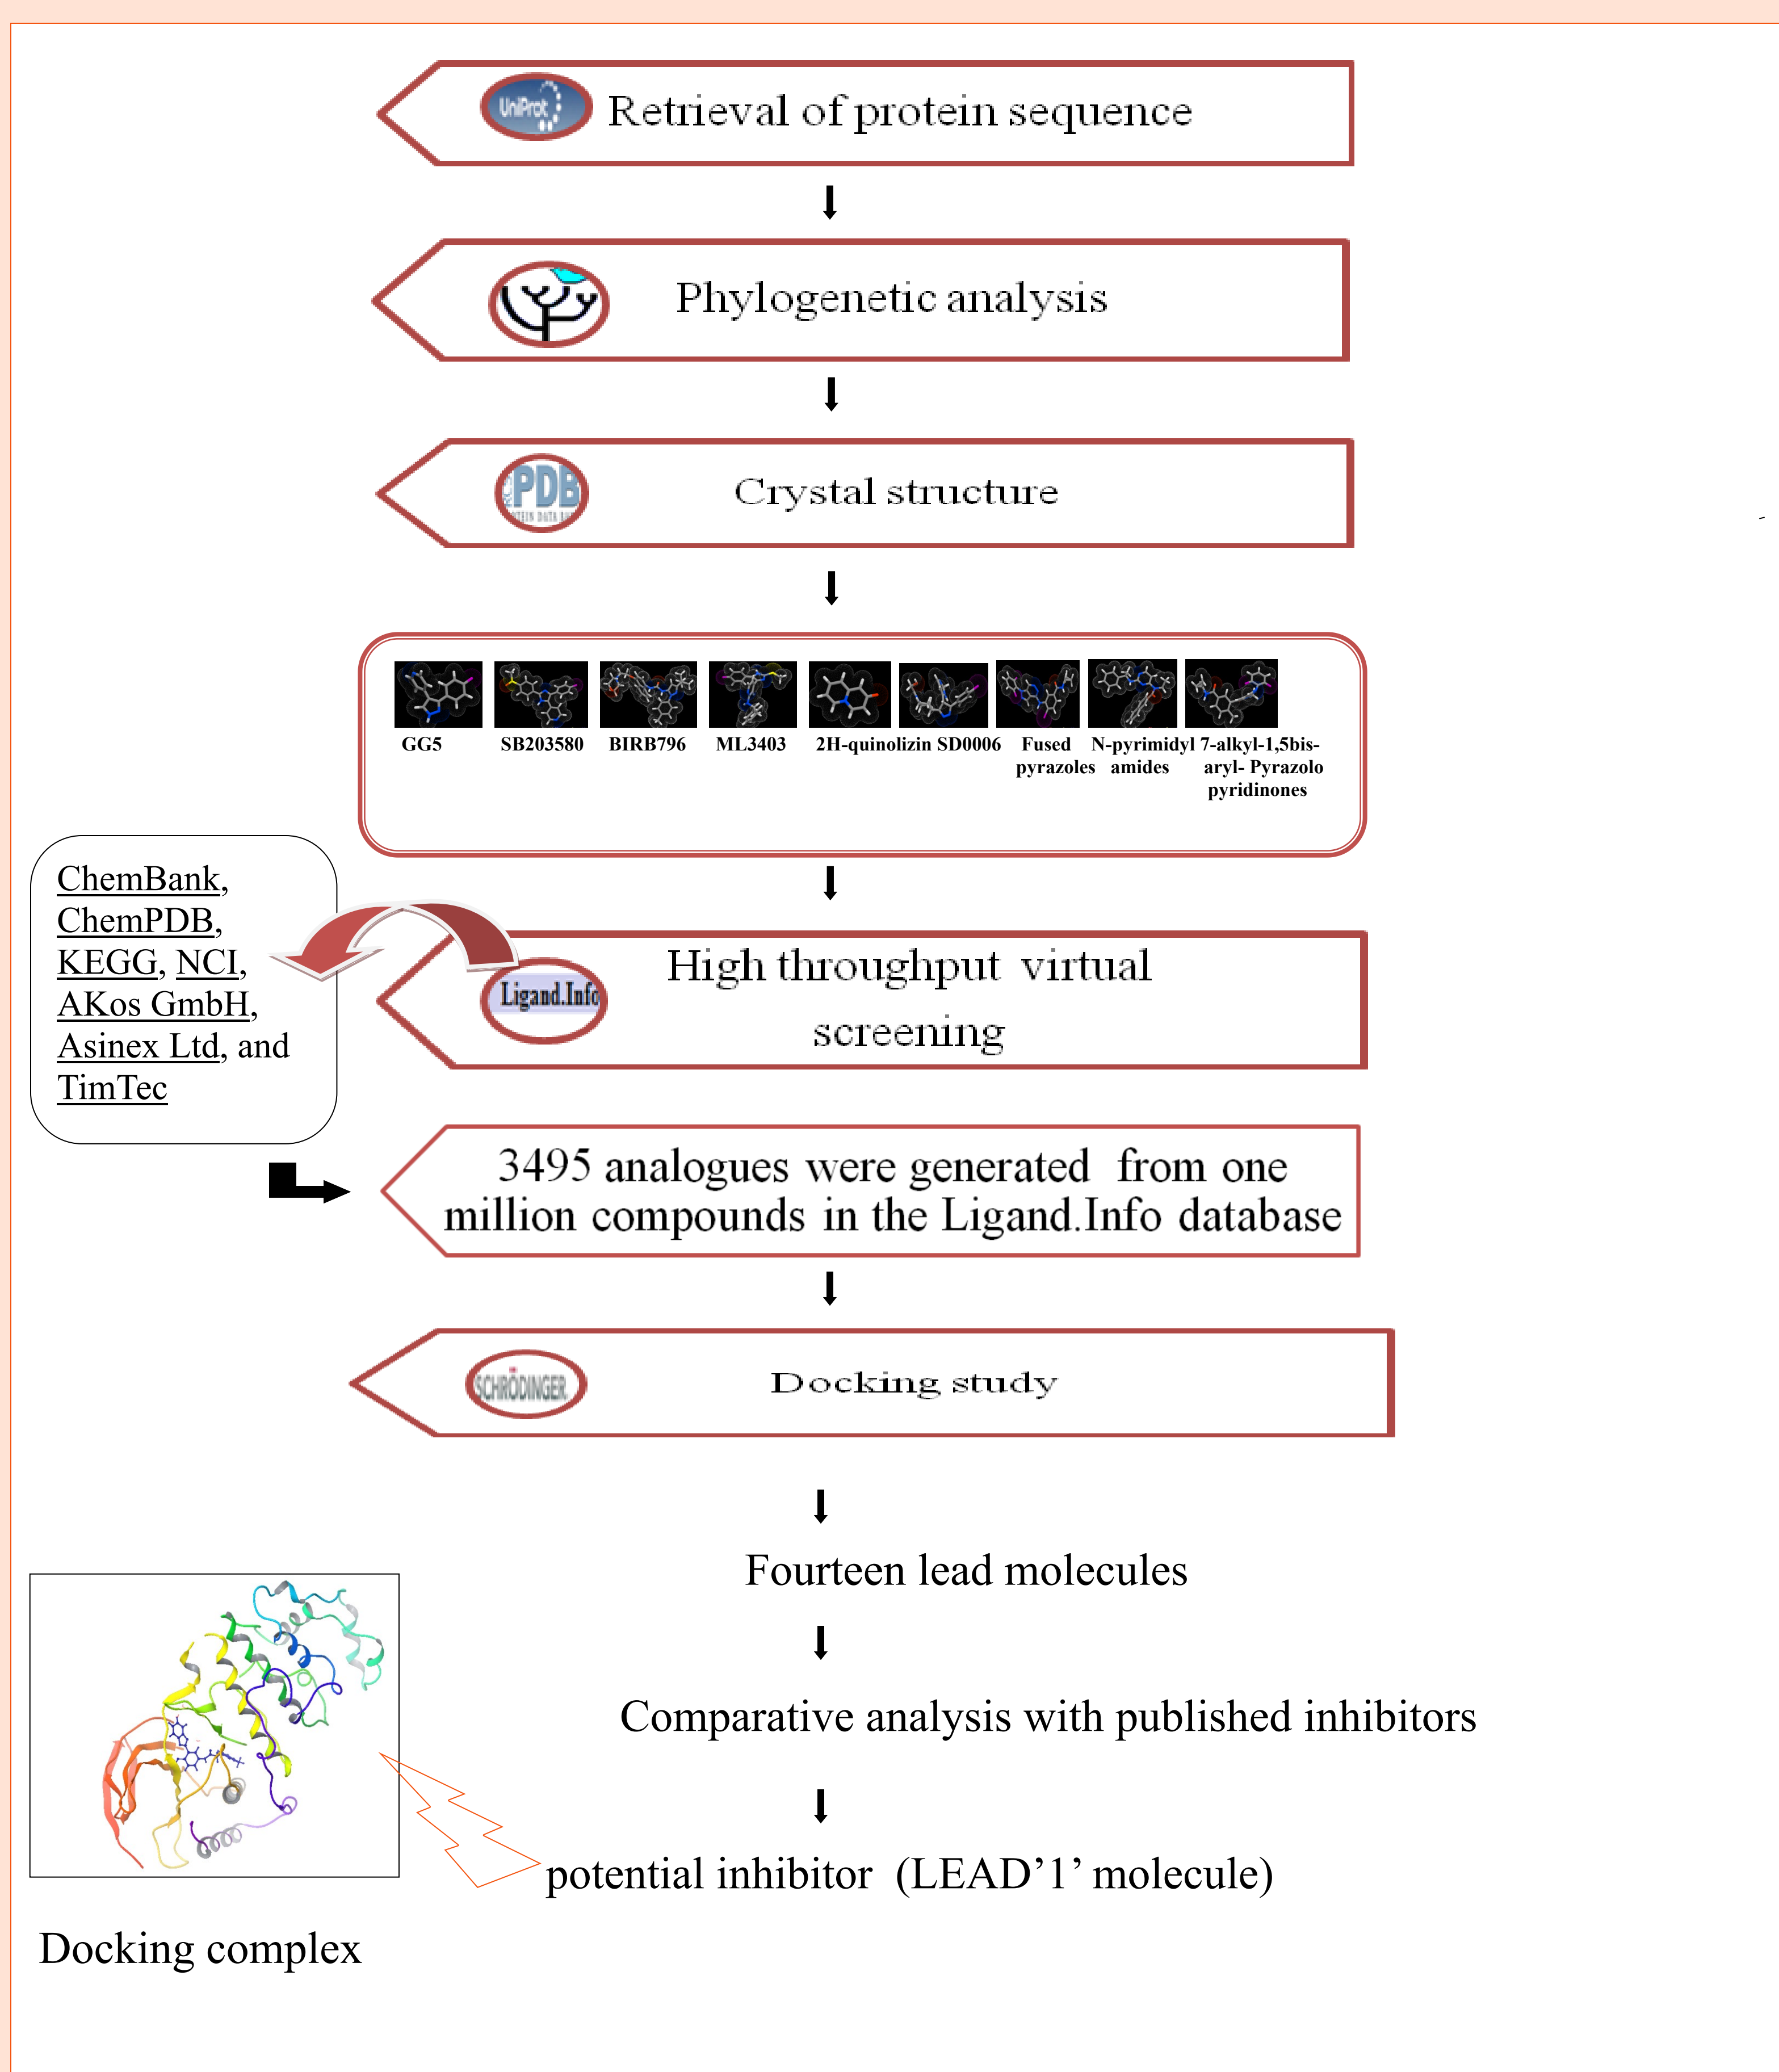 UniProt
Retrieval of protein sequence
Phylogenetic analysis
PDB
Crystal structure
GG5 SB203580 BIRB796 ML3403 2H-quinolizin SD0006 Fused N-pyrimidyl 7-alkyl-1,5bis-
pyrazoles amides aryl- Pyrazolo
pyridinones
ChemBank,
ChemPDB,
KEGG, NCI,
AKos GmbH,
Asinex Ltd, and
TimTec
Ligand.Info
High throughput virtual
screening
3495 analogues were generated from one
million compounds in the Ligand.Info database
SCHRÖDINGER
Docking study
Fourteen lead molecules
Comparative analysis with published inhibitors
potential inhibitor (LEAD’1’ molecule)
Docking complex